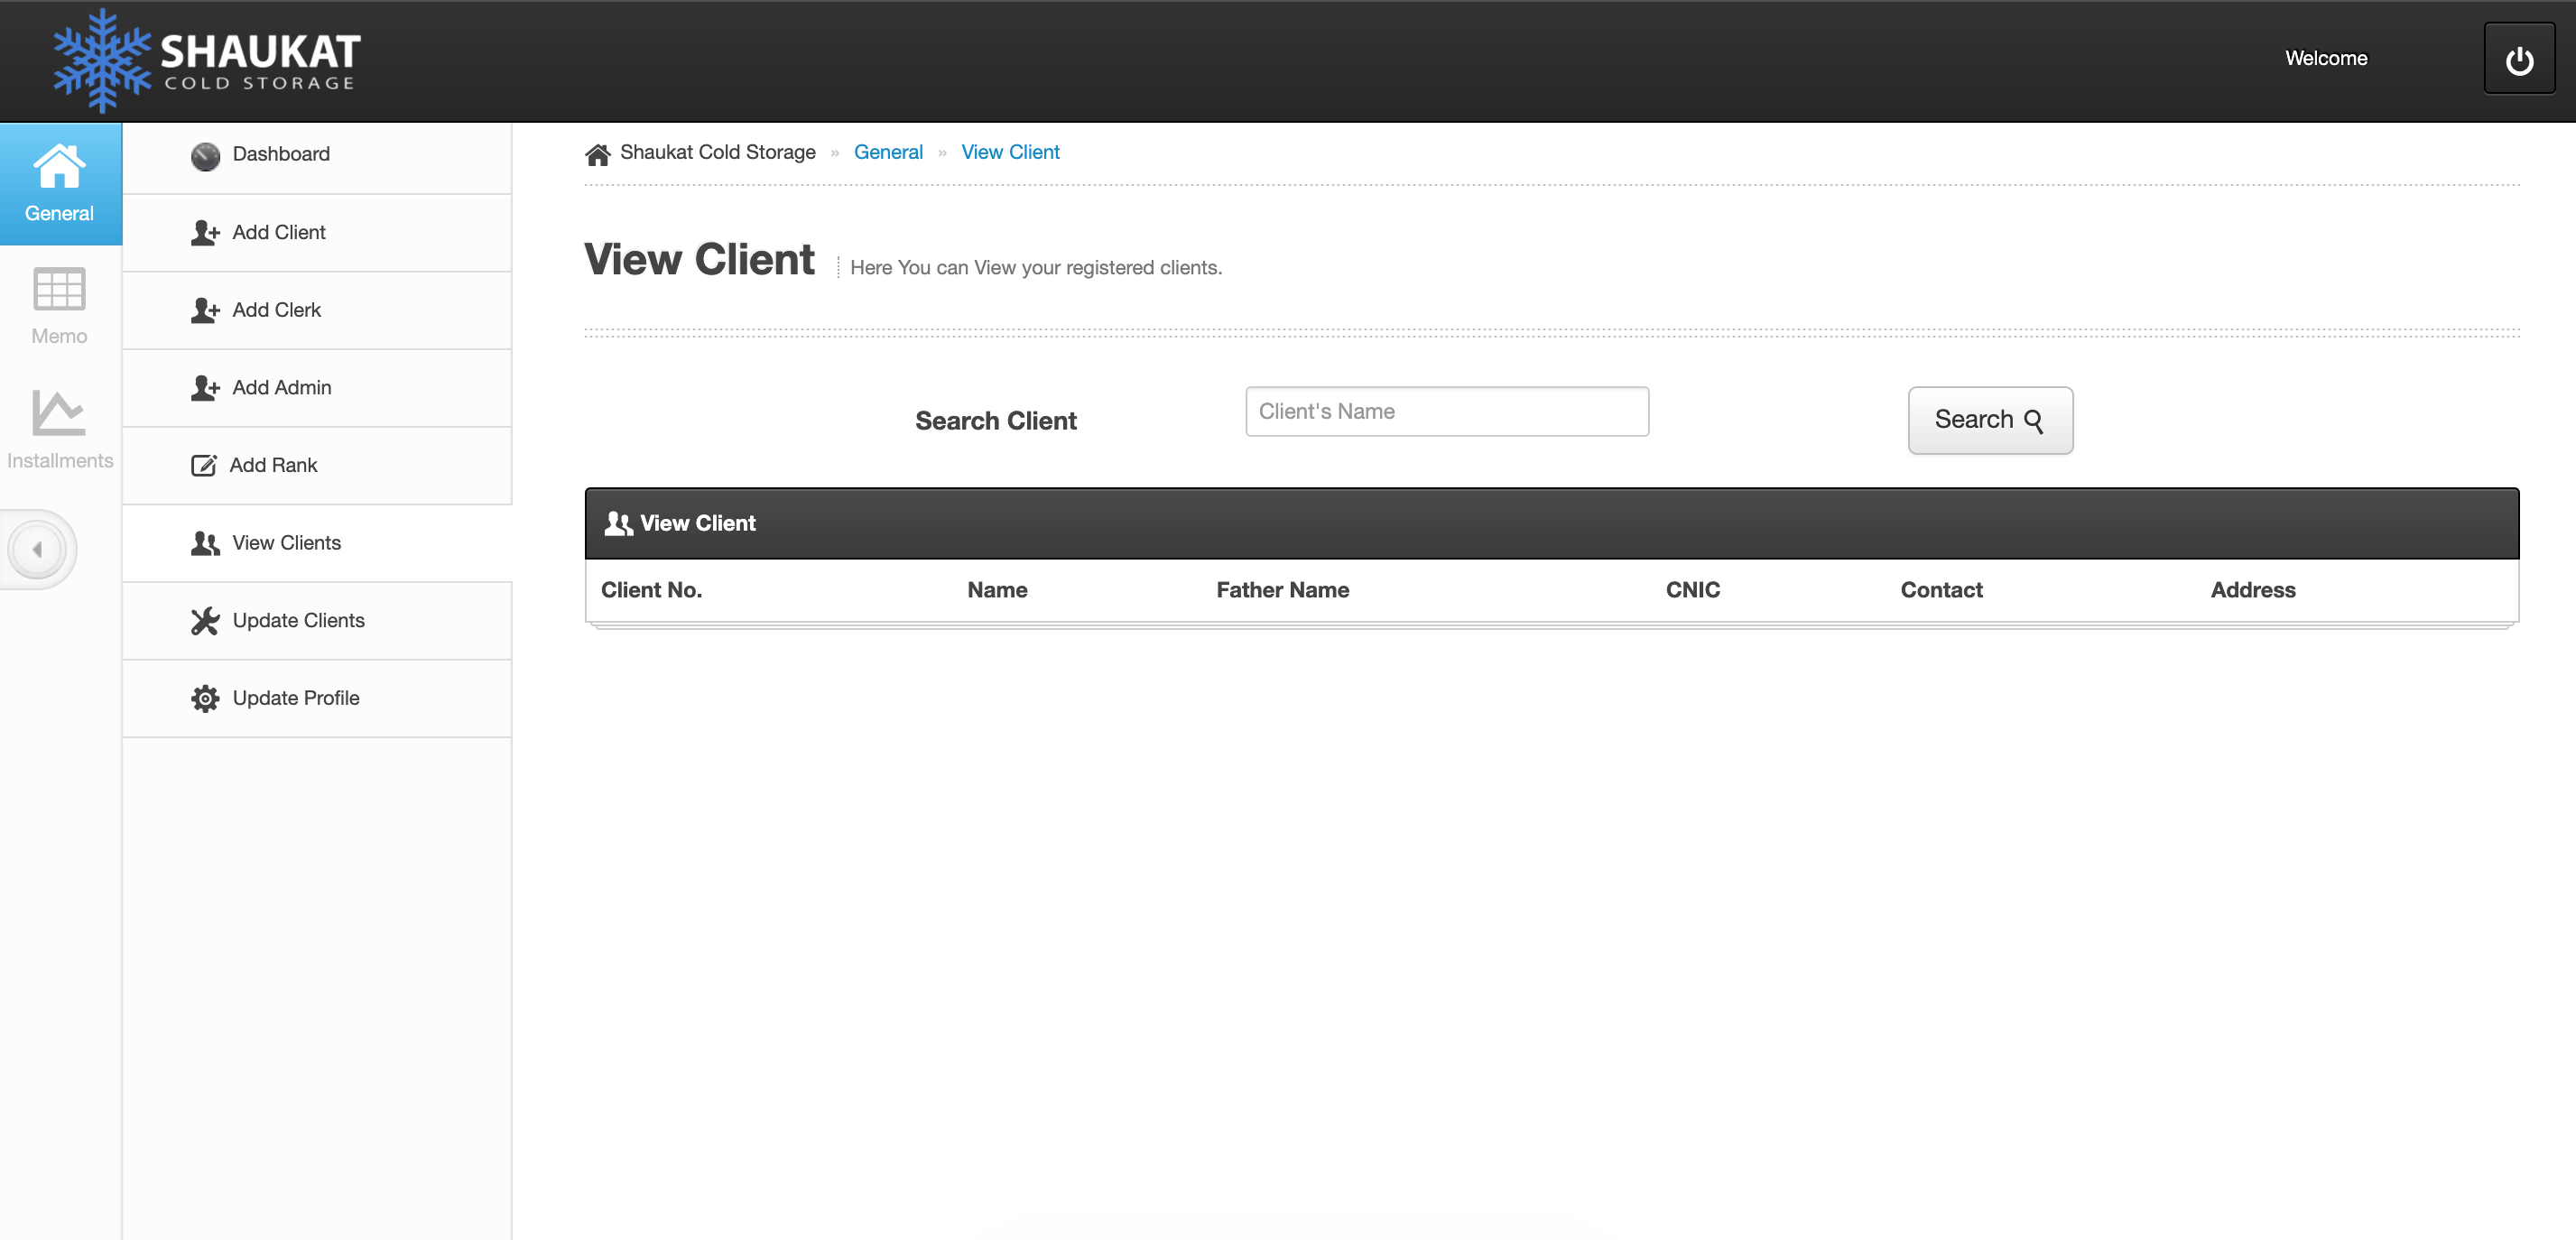 SHAUKAT
COLD STORAGE
Welcome
General
Memo
Installments
Dashboard
Add Client
Add Clerk
Add Admin
Add Rank
View Clients
Update Clients
Update Profile
Shaukat Cold Storage » General » View Client
View Client Here You can View your registered clients.
Search Client Client's Name Search
View Client
Client No. Name Father Name CNIC Contact Address